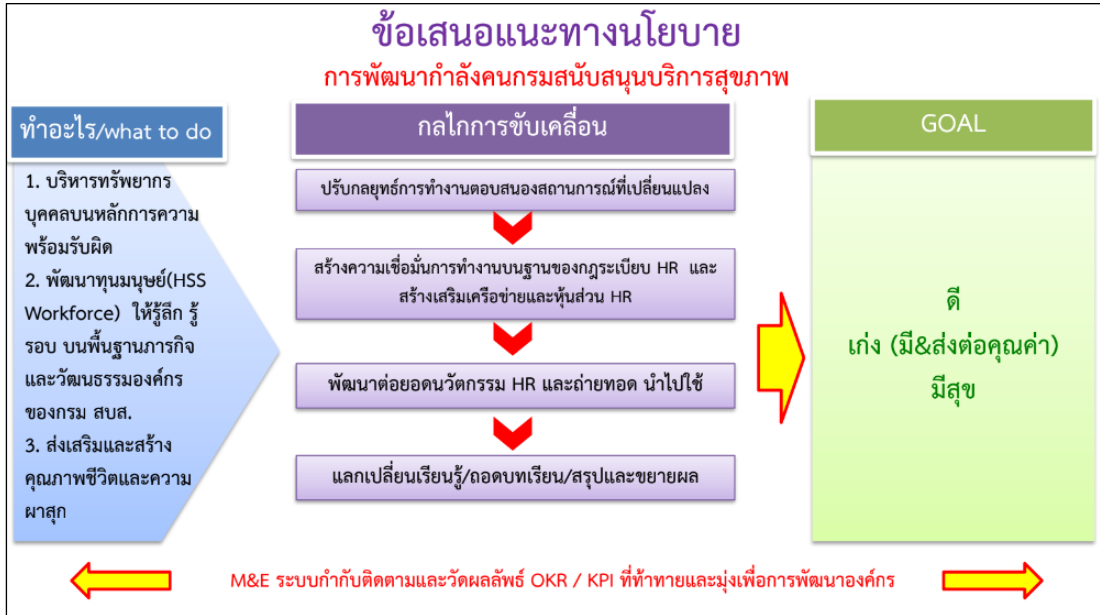 ข้อเสนอแนะทางนโยบาย
การพัฒนากำลังคนกรมสนับสนุนบริการสุขภาพ
ทำอะไร/what to do
1. บริหารทรัพยากร
บุคคลบนหลักการความ
พร้อมรับผิด
2. พัฒนาทุนมนุษย์(HSS
Workforce) ให้รู้ลึก รู้
รอบ บนพื้นฐานภารกิจ
และวัฒนธรรมองค์กร
ของกรม สบส.
3. ส่งเสริมและสร้าง
คุณภาพชีวิตและความ
ผาสุก
กลไกการขับเคลื่อน
ปรับกลยุทธ์การทำงานตอบสนองสถานการณ์ที่เปลี่ยนแปลง
สร้างความเชื่อมั่นการทำงานบนฐานของกฎระเบียบ HR และ
สร้างเสริมเครือข่ายและหุ้นส่วน HR
พัฒนาต่อยอดนวัตกรรม HR และถ่ายทอด นำไปใช้
แลกเปลี่ยนเรียนรู้/ถอดบทเรียน/สรุปและขยายผล
GOAL
ดี
เก่ง (มี&ส่งต่อคุณค่า)
มีสุข
M&E ระบบกำกับติดตามและวัดผลลัพธ์ OKR / KPI ที่ท้าทายและมุ่งเพื่อการพัฒนาองค์กร